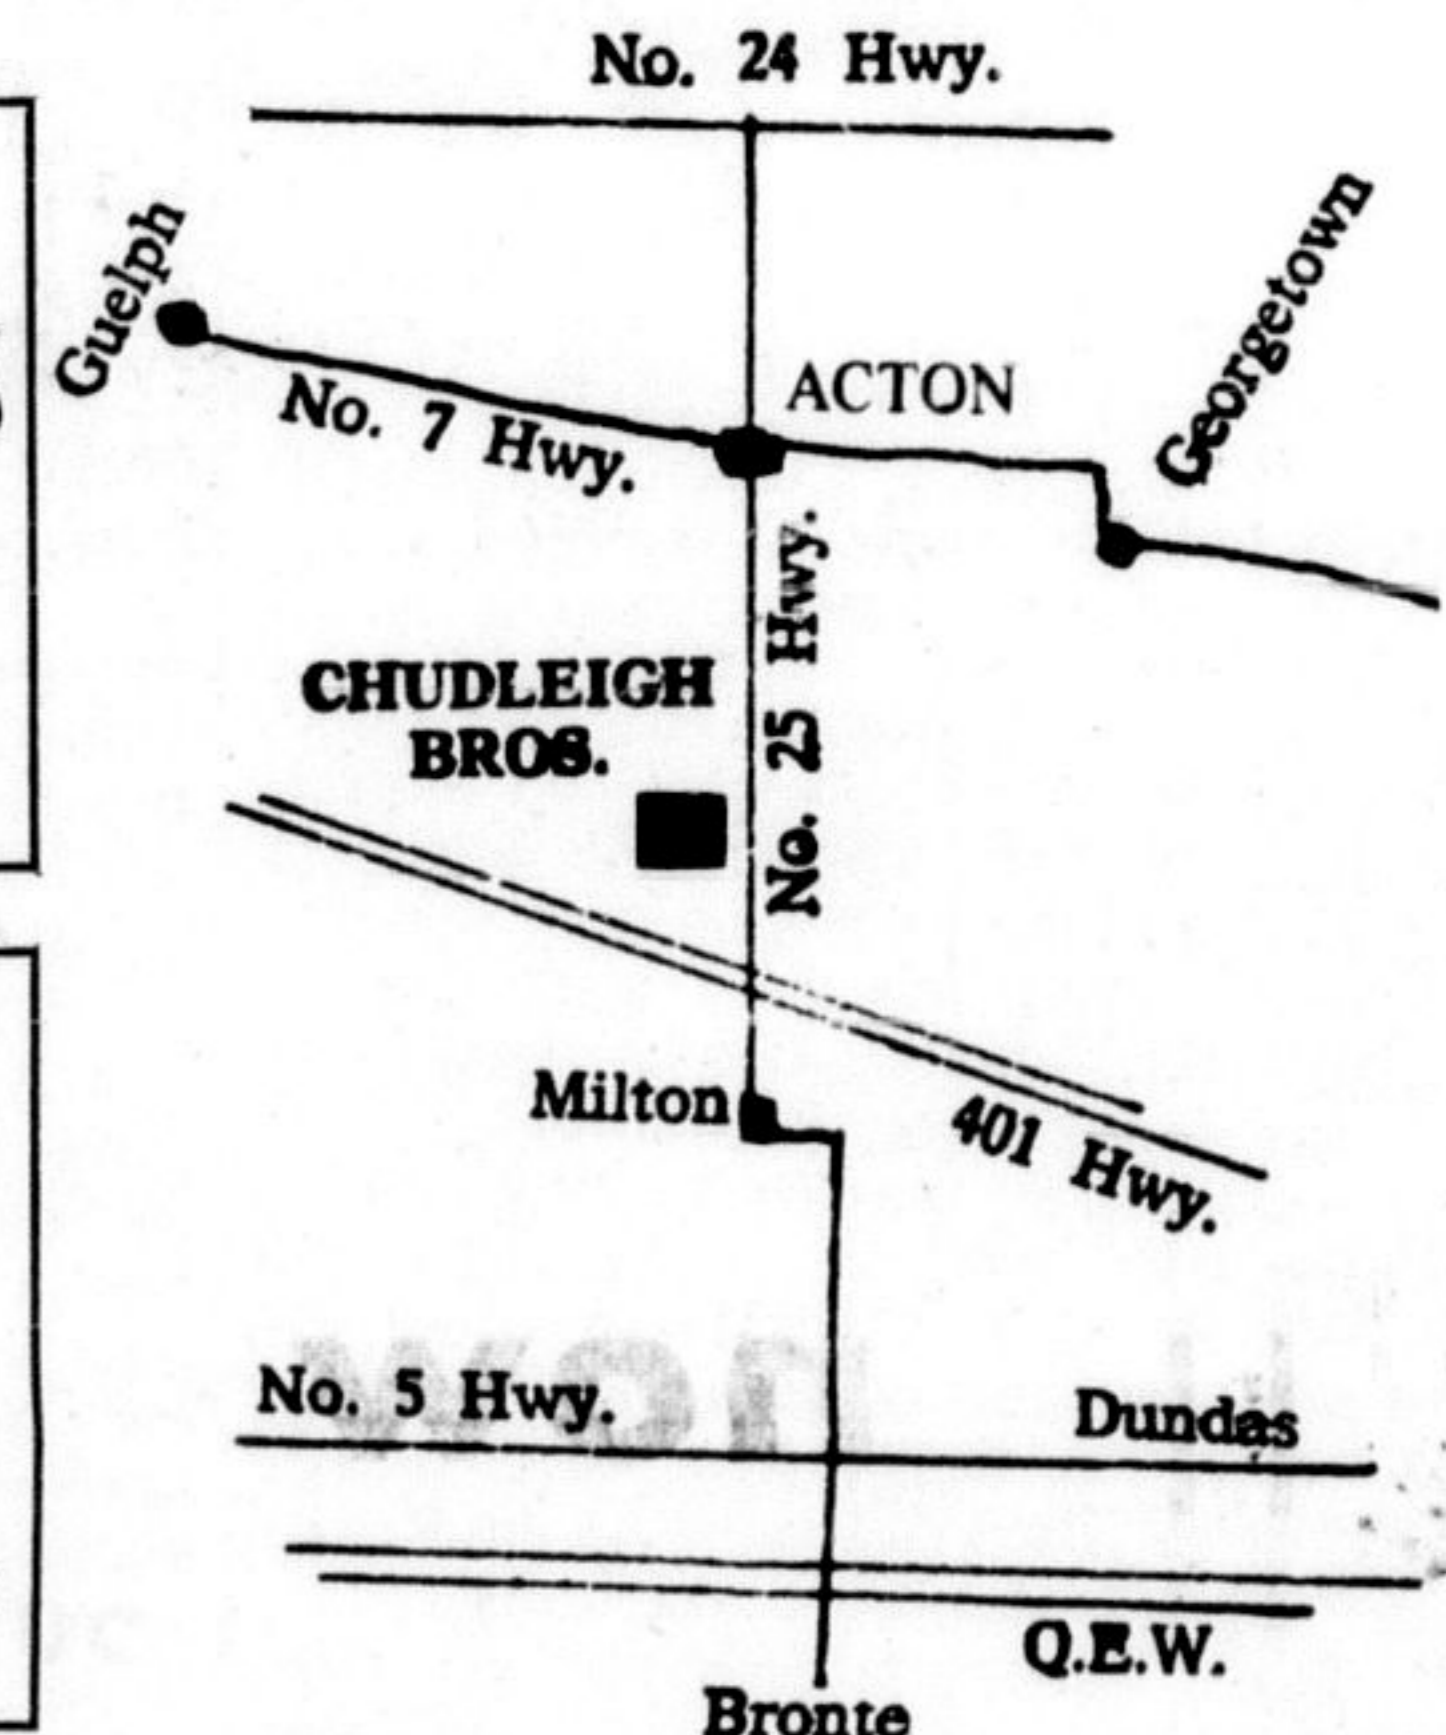 No. 24 Hwy.
Guelph
Georgetown
ACTON
No. 7 Hwy.
No. 25 Hwy.
CHUDLEIGH
BROS.
Milton
401 Hwy.
No. 5 Hwy.
Dundas
Q.E.W.
Bronte